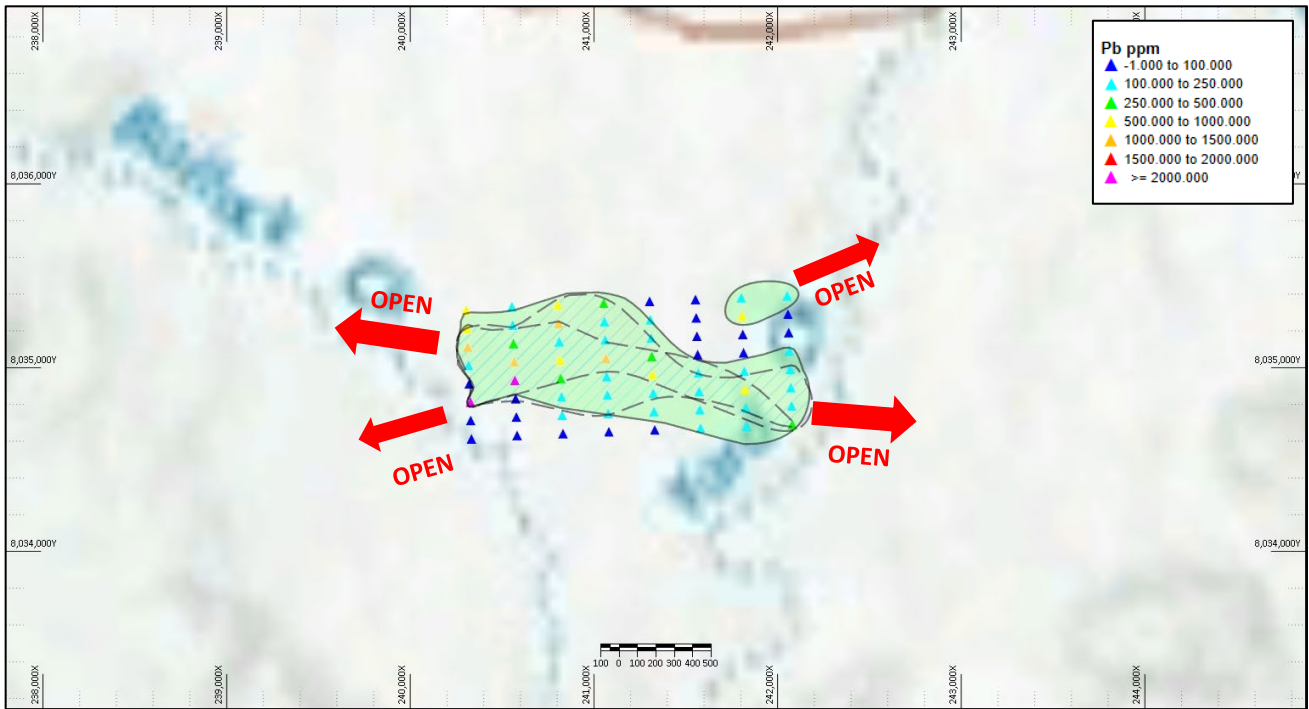 238,000X
239,000X
240,000X
241,000X
242,000X
243,000X
Pb ppm
-1.000 to 100.000
100.000 to 250.000
250.000 to 500.000
500.000 to 1000.000
1000.000 to 1500.000
1500.000 to 2000.000
>= 2000.000
8,036,000Y
OPEN
OPEN
8,035,000Y
8,035,000Y
OPEN
OPEN
8,034,000Y
8,034,000Y
100 0 100 200 300 400 500
238,000X
239,000X
240,000X
241,000X
242,000X
243,000X
244,000X